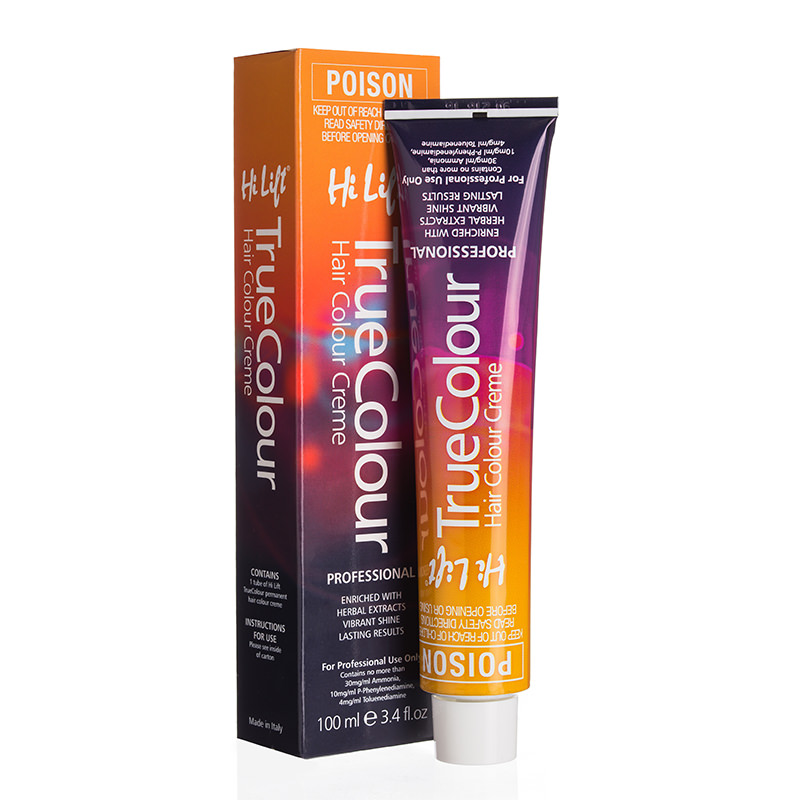 Hi Lift®
TrueColour
Hair Colour Creme
CONTAINS
1 tube of Hi Lift
TrueColour permanent
hair colour creme
INSTRUCTIONS
FOR USE
Please see inside
of carton
Made in Italy
POISON
KEEP OUT OF REACH
READ SAFETY
BEFORE OPENING
Hi Lift
TrueColour
Hair Colour Creme
PROFESSIONAL
ENRICHED WITH
HERBAL EXTRACTS
VIBRANT SHINE
LASTING RESULTS
For Professional Use Only
Contains no more than
30mg/ml Ammonia,
10mg/ml P-Phenylenediamine,
4mg/ml Toluenediamine
100 ml e 3.4 fl.oz
POISON
KEEP OUT OF REACH OF
READ SAFETY DIRECTIONS
BEFORE OPENING OR USING
Hi Lift
TrueColour
Hair Colour Creme
PROFESSIONAL
ENRICHED WITH
HERBAL EXTRACTS
VIBRANT SHINE
LASTING RESULTS
For Professional Use Only
Contains no more than
30mg/ml Ammonia,
10mg/ml P-Phenylenediamine,
4mg/ml Toluenediamine